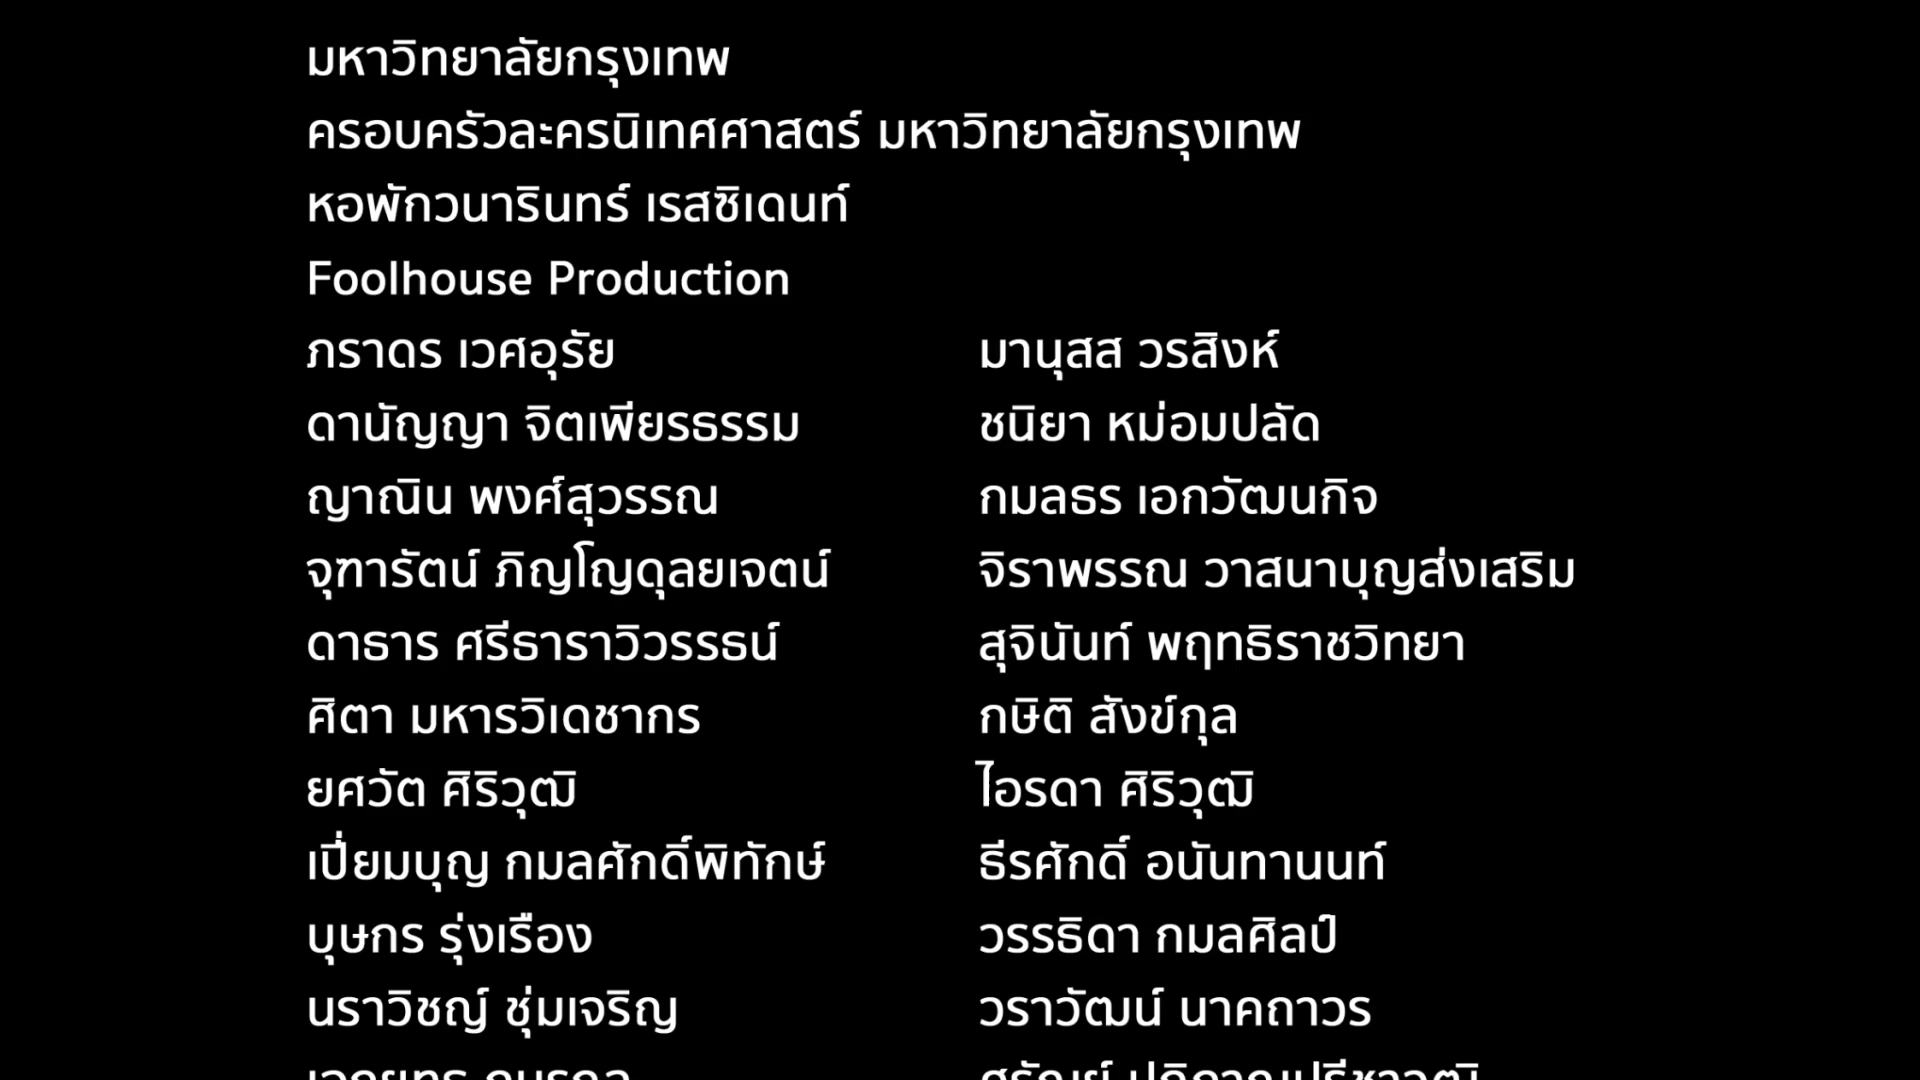 มหาวิทยาลัยกรุงเทพ
ครอบครัวละครนิเทศศาสตร์ มหาวิทยาลัยกรุงเทพ
หอพักวนารินทร์ เรสซิเดนท์
Foolhouse Production
ภราดร เวศอุรัย มานุสส วรสิงห์
ดานัญญา จิตเพียรธรรม ชนิยา หม่อมปลัด
ญาณิน พงศ์สุวรรณ กมลธร เอกวัฒนกิจ
จุฑารัตน์ ภิญโญดุลยเจตน์ จิราพรรณ วาสนาบุญส่งเสริม
ดาธาร ศรีธาราวิวรรธน์ สุจินันท์ พฤทธิราชวิทยา
ศิตา มหารวิเดชากร กษิติ สังข์กุล
ยศวัต ศิริวุฒิ ไอรดา ศิริวุฒิ
เปี่ยมบุญ กมลศักดิ์พิทักษ์ ธีรศักดิ์ อนันทานนท์
บุษกร รุ่งเรือง วรรธิดา กมลศิลป์
นราวิชญ์ ชุ่มเจริญ วราวัฒน์ นาคถาวร